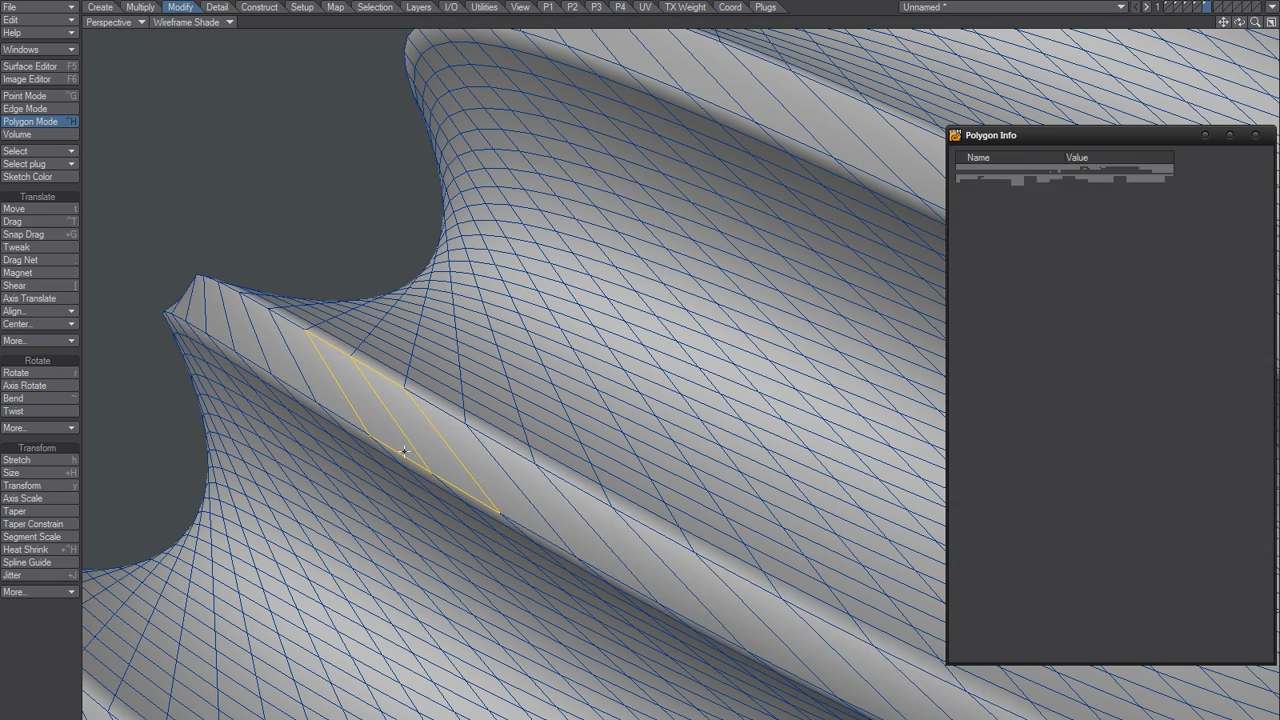 File Create Multiply Modify Detail Construct Setup Map Selection Layers I/O Utilities View P1 P2 P3 P4 UV TX Weight Coord Plugs Unnamed * 1
Edit Perspective Wireframe Shade
Help
Windows
Surface Editor F5
Image Editor F6
Point Mode ^G
Edge Mode
Polygon Mode ^H
Volume
Select
Select plug
Sketch Color
Translate
Move t
Drag ^T
Snap Drag +G
Tweak
Drag Net ;
Magnet :
Shear [
Axis Translate
Align...
Center...
More...
Rotate
Rotate r
Axis Rotate
Bend ~
Twist
More...
Transform
Stretch h
Size +H
Transform y
Axis Scale
Taper
Taper Constrain
Segment Scale
Heat Shrink +^H
Spline Guide
Jitter +J
More...
Polygon Info
Name Value